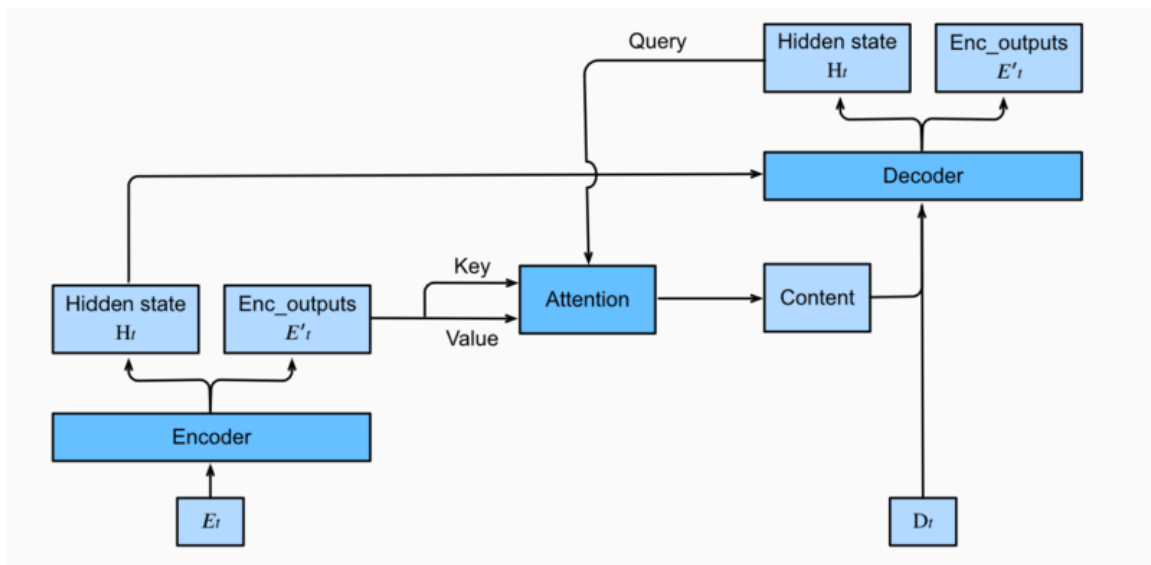 Query
Hidden state
Ht
Enc_outputs
E't
Decoder
Key
Value
Attention
Content
Hidden state
Ht
Enc_outputs
E't
Encoder
Et
Dt